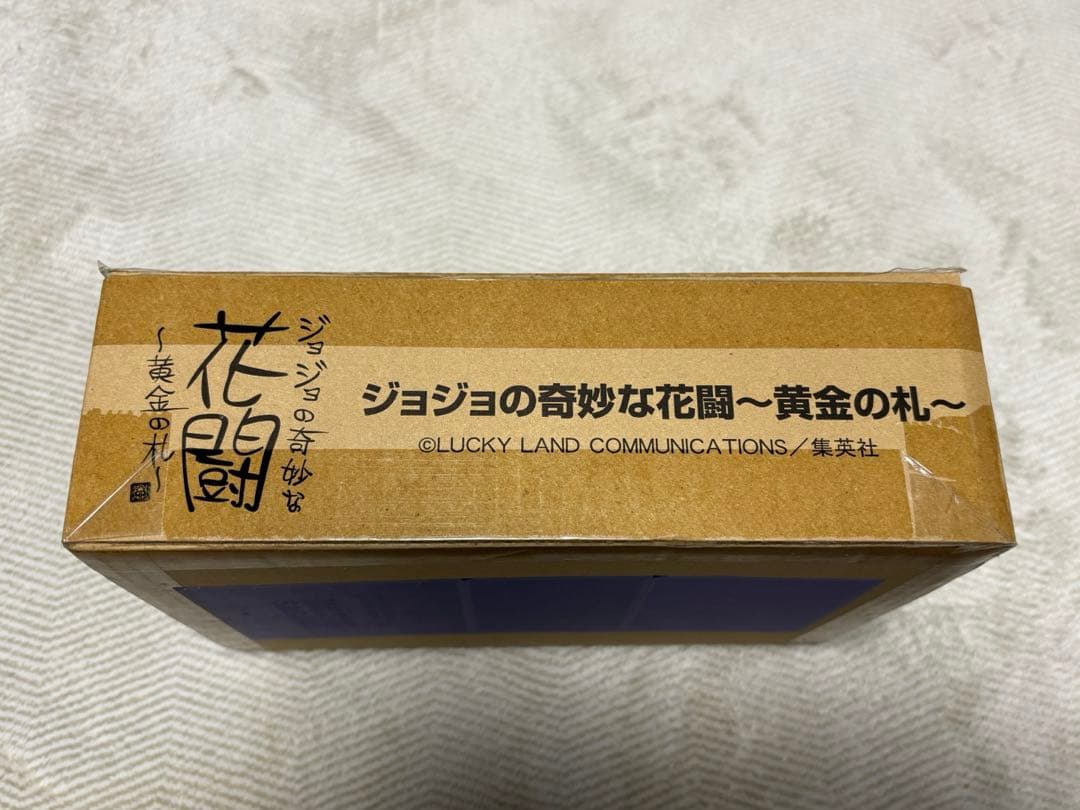 ジョジョの奇妙な
花闘
～黄金の札～
ジョジョの奇妙な花闘～黄金の札～
©LUCKY LAND COMMUNICATIONS／集英社